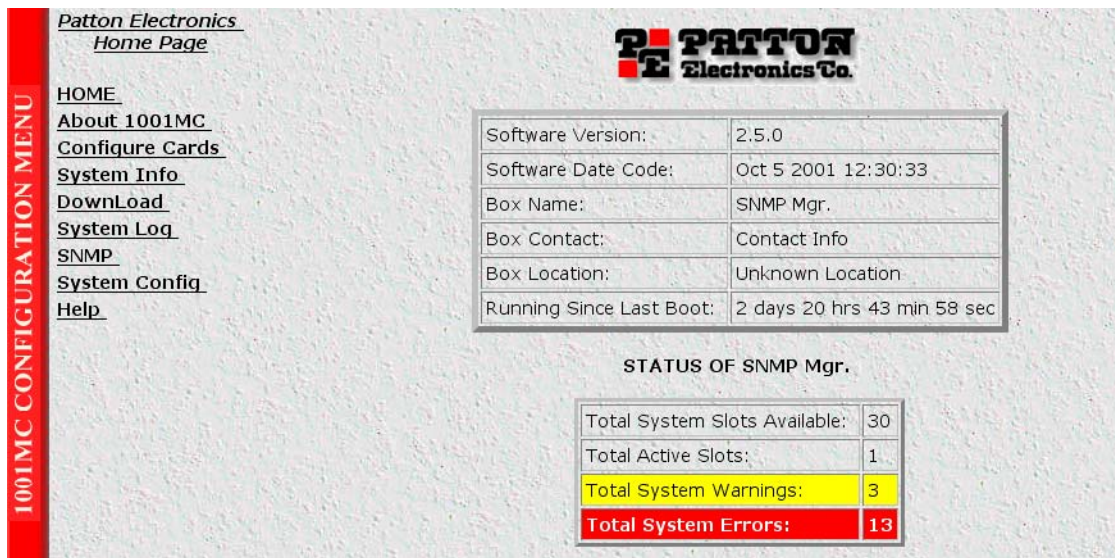 1001MC CONFIGURATION MENU
Patton Electronics
Home Page
HOME
About 1001MC
Configure Cards
System Info
DownLoad
System Log
SNMP
System Config
Help
PE PATTON
Electronics Co.
Software Version: 2.5.0
Software Date Code: Oct 5 2001 12:30:33
Box Name: SNMP Mgr.
Box Contact: Contact Info
Box Location: Unknown Location
Running Since Last Boot: 2 days 20 hrs 43 min 58 sec
STATUS OF SNMP Mgr.
Total System Slots Available: 30
Total Active Slots: 1
Total System Warnings: 3
Total System Errors: 13